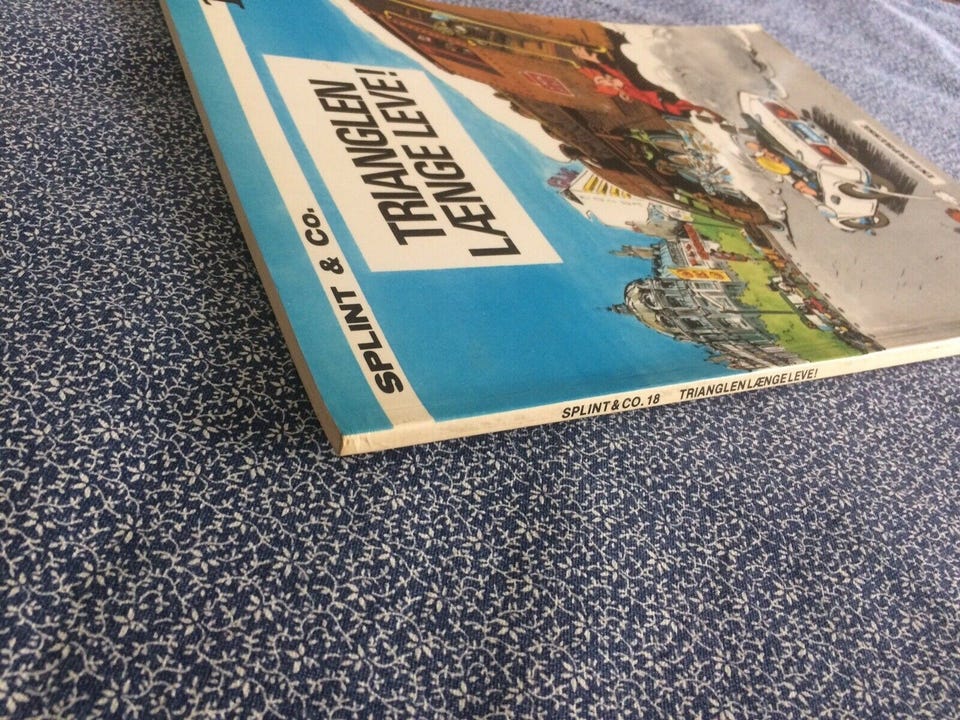 SPLINT & CO.
TRIANGLEN
LÆNGE LEVE!
SPLINT & CO. 18 TRIANGLEN LÆNGE LEVE!